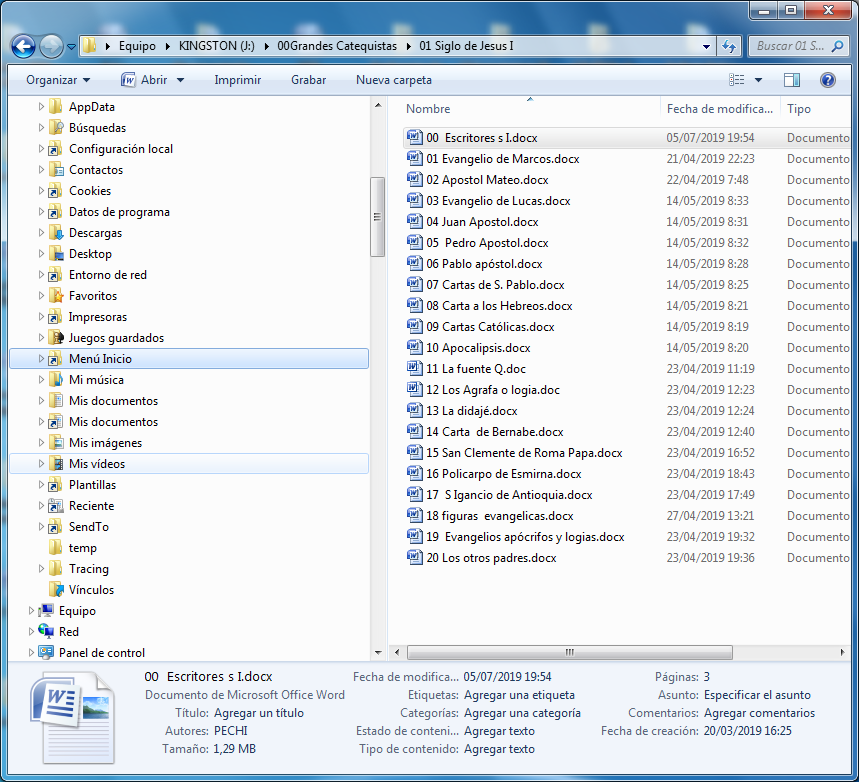 Equipo KINGSTON (J:) 00Grandes Catequistas 01 Siglo de Jesus I Buscar 01 S...
Organizar Abrir Imprimir Grabar Nueva carpeta
AppData
Búsquedas
Configuración local
Contactos
Cookies
Datos de programa
Descargas
Desktop
Entorno de red
Favoritos
Impresoras
Juegos guardados
Menú Inicio
Mi música
Mis documentos
Mis documentos
Mis imágenes
Mis vídeos
Plantillas
Reciente
SendTo
temp
Tracing
Vínculos
Equipo
Red
Panel de control
Nombre Fecha de modifica... Tipo
00 Escritores s I.docx 05/07/2019 19:54 Documento
01 Evangelio de Marcos.docx 21/04/2019 22:23 Documento
02 Apostol Mateo.docx 22/04/2019 7:48 Documento
03 Evangelio de Lucas.docx 14/05/2019 8:33 Documento
04 Juan Apostol.docx 14/05/2019 8:31 Documento
05 Pedro Apostol.docx 14/05/2019 8:32 Documento
06 Pablo apóstol.docx 14/05/2019 8:28 Documento
07 Cartas de S. Pablo.docx 14/05/2019 8:25 Documento
08 Carta a los Hebreos.docx 14/05/2019 8:21 Documento
09 Cartas Católicas.docx 14/05/2019 8:19 Documento
10 Apocalipsis.docx 14/05/2019 8:20 Documento
11 La fuente Q.doc 23/04/2019 11:19 Documento
12 Los Agrafa o logia.doc 23/04/2019 12:23 Documento
13 La didajé.docx 23/04/2019 12:24 Documento
14 Carta de Bernabe.docx 23/04/2019 12:40 Documento
15 San Clemente de Roma Papa.docx 23/04/2019 16:52 Documento
16 Policarpo de Esmirna.docx 23/04/2019 18:43 Documento
17 S Igancio de Antioquia.docx 23/04/2019 17:49 Documento
18 figuras evangelicas.docx 27/04/2019 13:21 Documento
19 Evangelios apócrifos y logias.docx 23/04/2019 19:32 Documento
20 Los otros padres.docx 23/04/2019 19:36 Documento
00 Escritores s I.docx Fecha de modifica... 05/07/2019 19:54 Páginas: 3
Documento de Microsoft Office Word Etiquetas: Agregar una etiqueta Asunto: Especificar el asunto
Título: Agregar un título Categorías: Agregar una categoría Comentarios: Agregar comentarios
Autores: PECHI Estado de conteni... Agregar texto Fecha de creación: 20/03/2019 16:25
Tamaño: 1,29 MB Tipo de contenido: Agregar texto